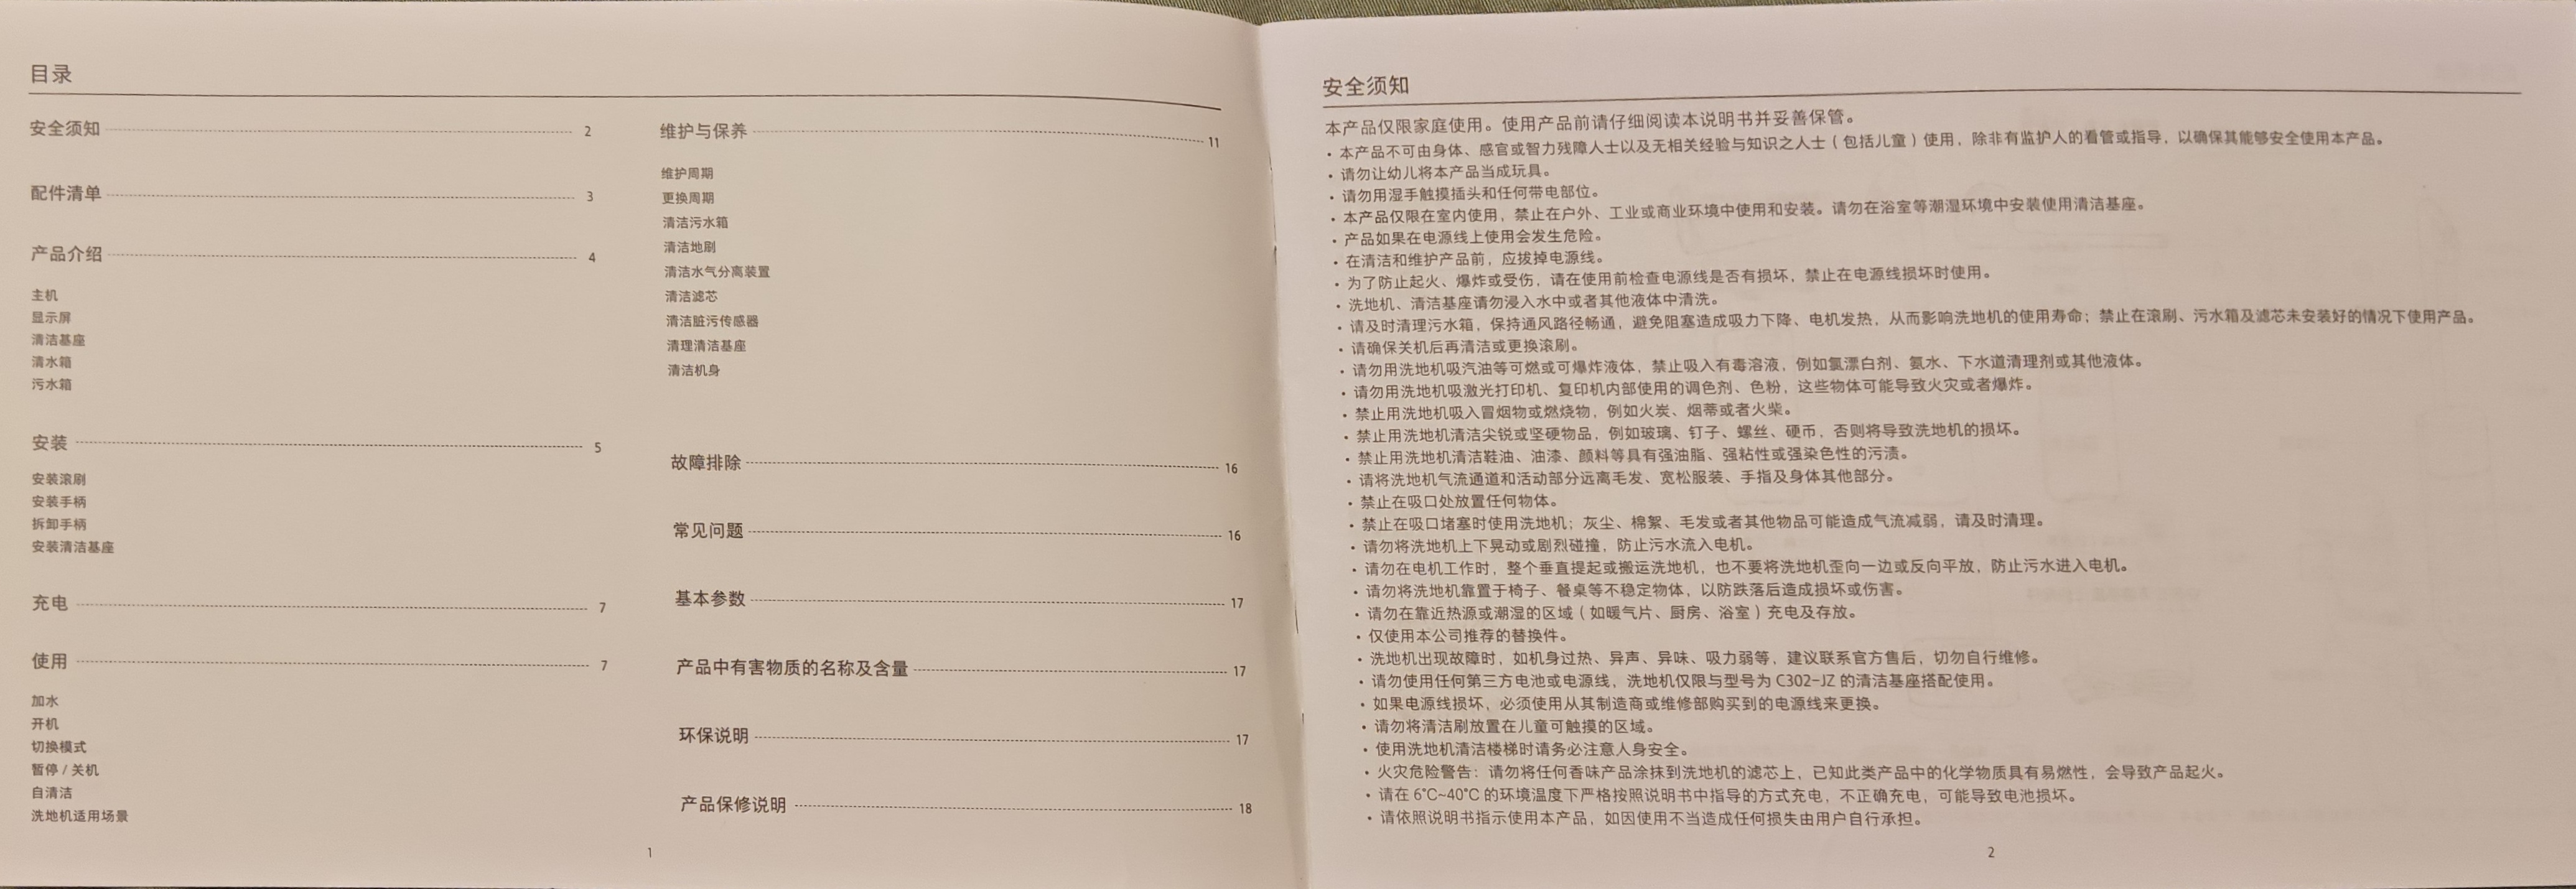 目录
安全须知 2
配件清单 3
产品介绍 4
主机
显示屏
清洁基座
清水箱
污水箱
安装 5
安装滚刷
安装手柄
拆卸手柄
安装清洁基座
充电 7
使用 7
加水
开机
切换模式
暂停 / 关机
自清洁
洗地机适用场景
维护与保养 11
维护周期
更换周期
清洁污水箱
清洁地刷
清洁水气分离装置
清洁滤芯
清洁脏污传感器
清理清洁基座
清洁机身
故障排除 16
常见问题 16
基本参数 17
产品中有害物质的名称及含量 17
环保说明 17
产品保修说明 18
1
安全须知
本产品仅限家庭使用。使用产品前请仔细阅读本说明书并妥善保管。
• 本产品不可由身体、感官或智力残障人士以及无相关经验与知识之人士（包括儿童）使用，除非有监护人的看管或指导，以确保其能够安全使用本产品。
• 请勿让幼儿将本产品当成玩具。
• 请勿用湿手触摸插头和任何带电部位。
• 本产品仅限在室内使用，禁止在户外、工业或商业环境中使用和安装。请勿在浴室等潮湿环境中安装使用清洁基座。
• 产品如果在电源线上使用会发生危险。
• 在清洁和维护产品前，应拔掉电源线。
• 为了防止起火、爆炸或受伤，请在使用前检查电源线是否有损坏，禁止在电源线损坏时使用。
• 洗地机、清洁基座请勿浸入水中或者其他液体中清洗。
• 请及时清理污水箱，保持通风路径畅通，避免阻塞造成吸力下降、电机发热，从而影响洗地机的使用寿命；禁止在滚刷、污水箱及滤芯未安装好的情况下使用产品。
• 请确保关机后再清洁或更换滚刷。
• 请勿用洗地机吸汽油等可燃或可爆炸液体，禁止吸入有毒溶液，例如氯漂白剂、氨水、下水道清理剂或其他液体。
• 请勿用洗地机吸激光打印机、复印机内部使用的调色剂、色粉，这些物体可能导致火灾或者爆炸。
• 禁止用洗地机吸入冒烟物或燃烧物，例如火炭、烟蒂或者火柴。
• 禁止用洗地机清洁尖锐或坚硬物品，例如玻璃、钉子、螺丝、硬币，否则将导致洗地机的损坏。
• 禁止用洗地机清洁鞋油、油漆、颜料等具有强油脂、强粘性或强染色性的污渍。
• 请将洗地机气流通道和活动部分远离毛发、宽松服装、手指及身体其他部分。
• 禁止在吸口处放置任何物体。
• 禁止在吸口堵塞时使用洗地机；灰尘、棉絮、毛发或者其他物品可能造成气流减弱，请及时清理。
• 请勿将洗地机上下晃动或剧烈碰撞，防止污水流入电机。
• 请勿在电机工作时，整个垂直提起或搬运洗地机，也不要将洗地机歪向一边或反向平放，防止污水进入电机。
• 请勿将洗地机靠置于椅子、餐桌等不稳定物体，以防跌落后造成损坏或伤害。
• 请勿在靠近热源或潮湿的区域（如暖气片、厨房、浴室）充电及存放。
• 仅使用本公司推荐的替换件。
• 洗地机出现故障时，如机身过热、异声、异味、吸力弱等，建议联系官方售后，切勿自行维修。
• 请勿使用任何第三方电池或电源线，洗地机仅限与型号为 C302-JZ 的清洁基座搭配使用。
• 如果电源线损坏，必须使用从其制造商或维修部购买到的电源线来更换。
• 请勿将清洁刷放置在儿童可触摸的区域。
• 使用洗地机清洁楼梯时请务必注意人身安全。
• 火灾危险警告：请勿将任何香味产品涂抹到洗地机的滤芯上，已知此类产品中的化学物质具有易燃性，会导致产品起火。
• 请在 6℃~40℃ 的环境温度下严格按照说明书中指导的方式充电，不正确充电，可能导致电池损坏。
• 请依照说明书指示使用本产品，如因使用不当造成任何损失由用户自行承担。
2